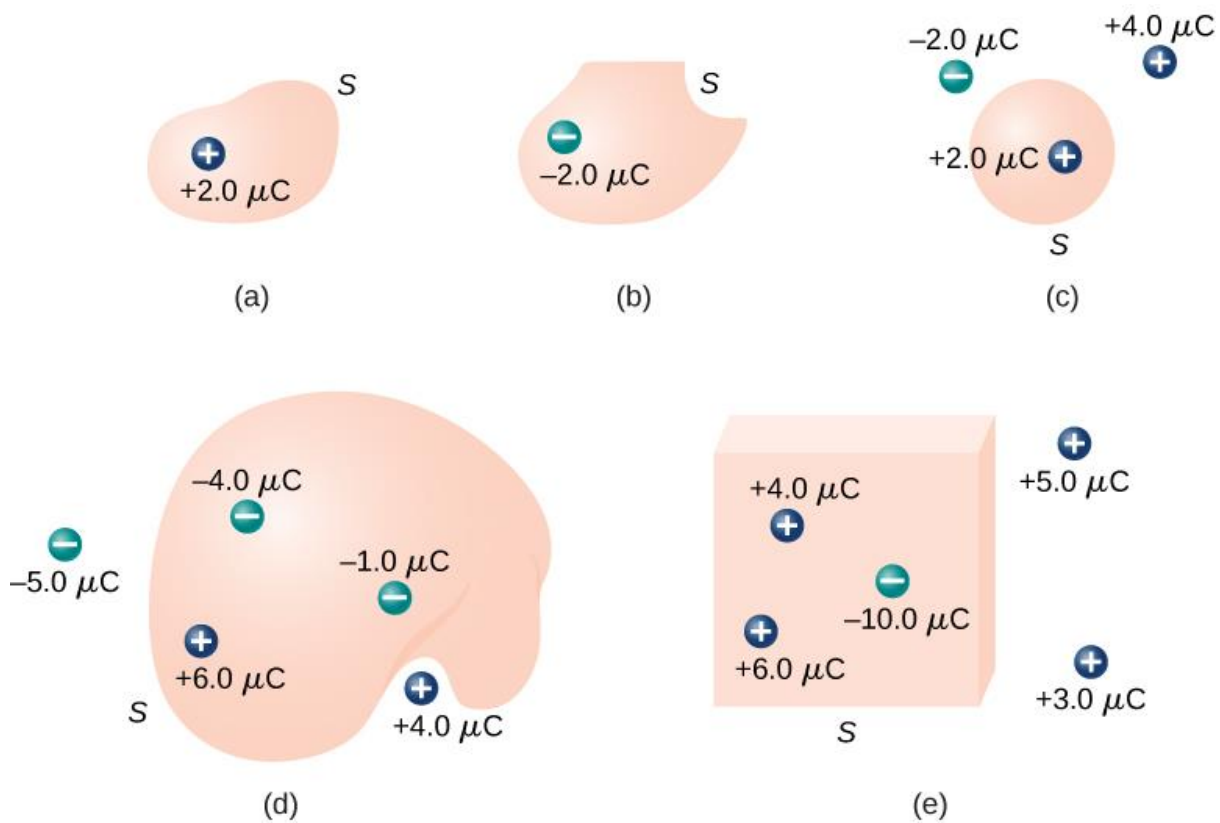 S
+2.0 μC
(a)
S
–2.0 μC
(b)
–2.0 μC
+4.0 μC
+2.0 μC
S
(c)
–4.0 μC
–1.0 μC
–5.0 μC
+6.0 μC
S
+4.0 μC
(d)
+4.0 μC
+5.0 μC
–10.0 μC
+6.0 μC
+3.0 μC
S
(e)